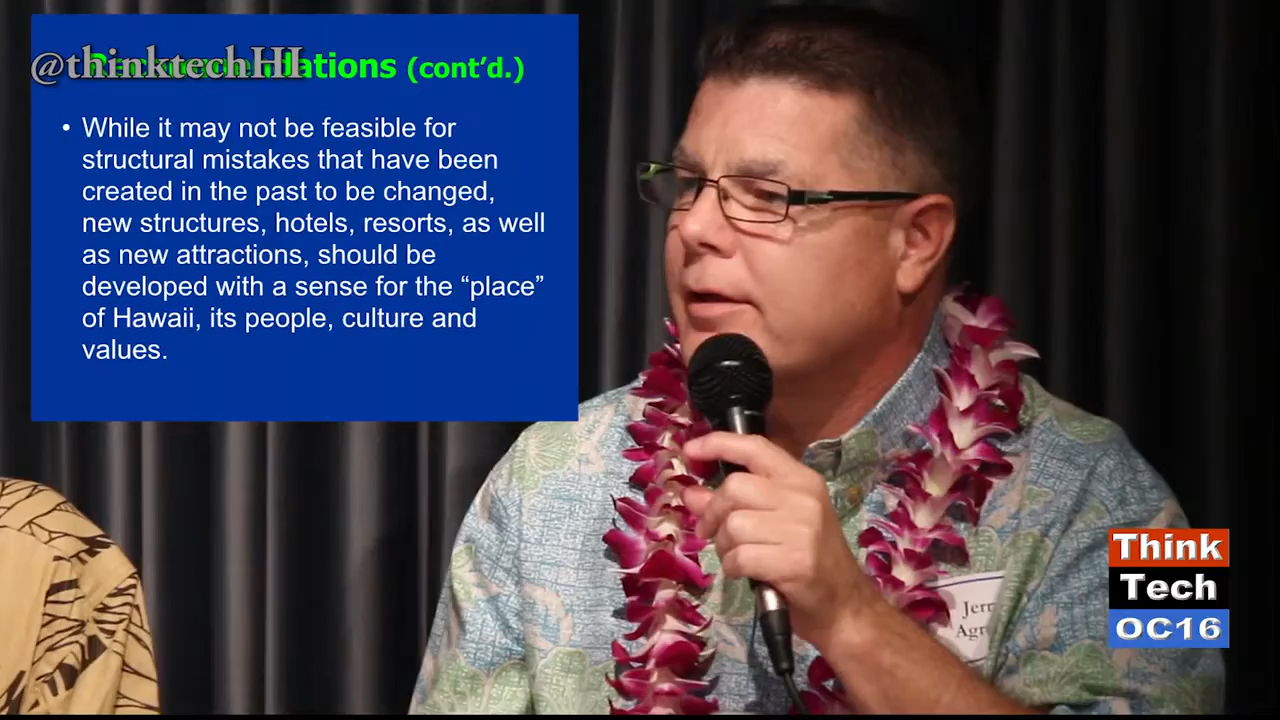 @thinktechHI
Recommendations (cont’d.)
• While it may not be feasible for
structural mistakes that have been
created in the past to be changed,
new structures, hotels, resorts, as well
as new attractions, should be
developed with a sense for the “place”
of Hawaii, its people, culture and
values.
Think
Tech
OC16